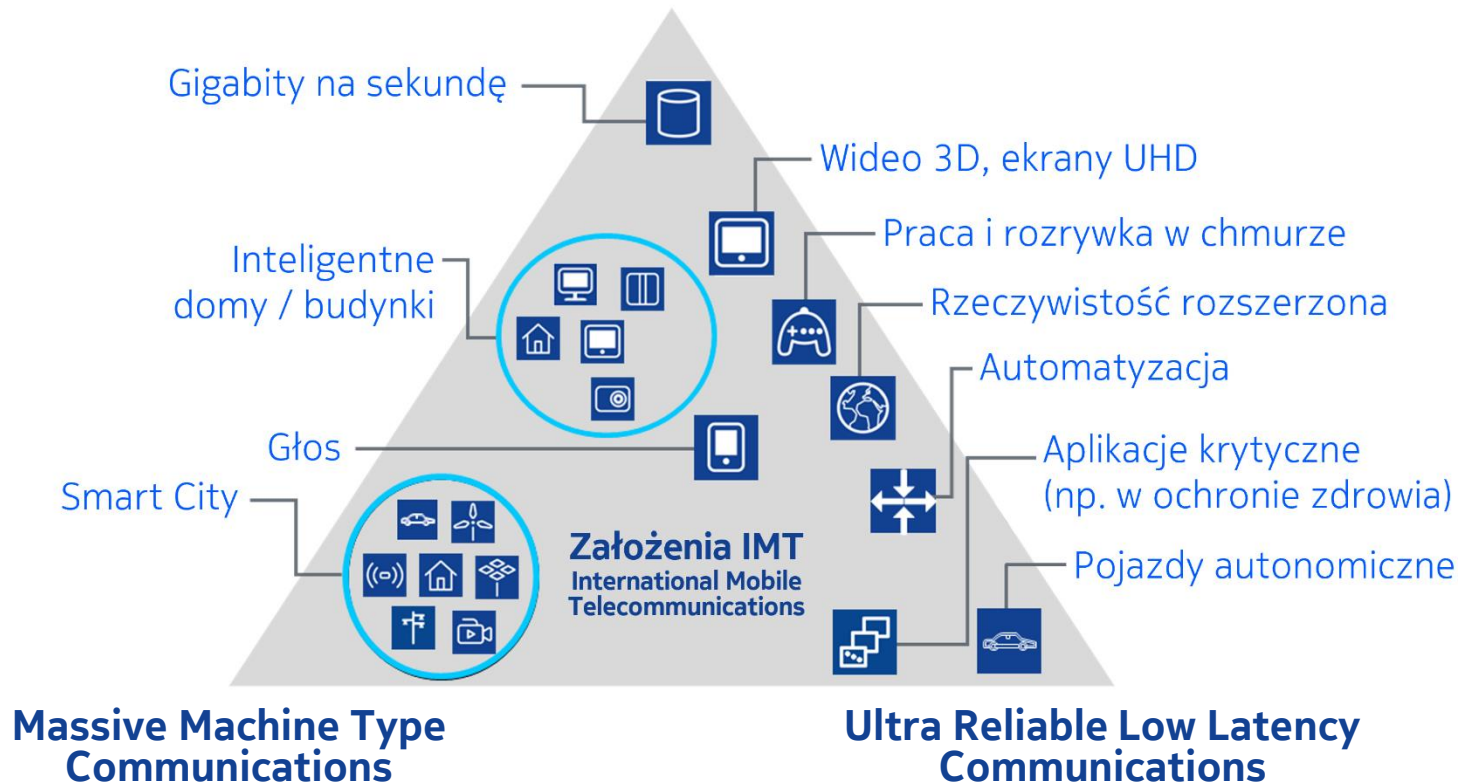 Gigabity na sekundę
Wideo 3D, ekrany UHD
Praca i rozrywka w chmurze
Inteligentne
domy / budynki
Rzeczywistość rozszerzona
Automatyzacja
Głos
Aplikacje krytyczne
(np. w ochronie zdrowia)
Smart City
Założenia IMT
International Mobile
Telecommunications
Pojazdy autonomiczne
Massive Machine Type
Communications
Ultra Reliable Low Latency
Communications